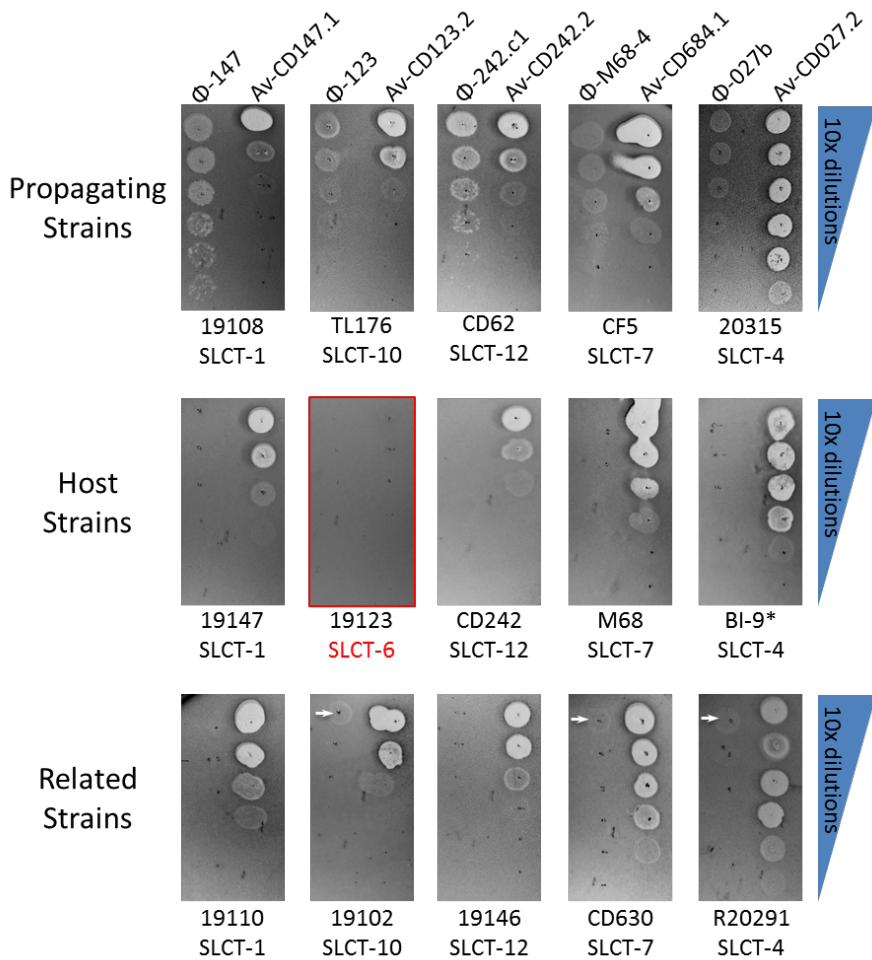 Φ-147 Av-CD147.1 Φ-123 Av-CD123.2 Φ-242.c1 Av-CD242.2 Φ-M68-4 Av-CD684.1 Φ-027b Av-CD027.2
Propagating
Strains
10x dilutions
19108 TL176 CD62 CF5 20315
SLCT-1 SLCT-10 SLCT-12 SLCT-7 SLCT-4
Host
Strains
10x dilutions
19147 19123 CD242 M68 BI-9*
SLCT-1 SLCT-6 SLCT-12 SLCT-7 SLCT-4
Related
Strains
10x dilutions
19110 19102 19146 CD630 R20291
SLCT-1 SLCT-10 SLCT-12 SLCT-7 SLCT-4